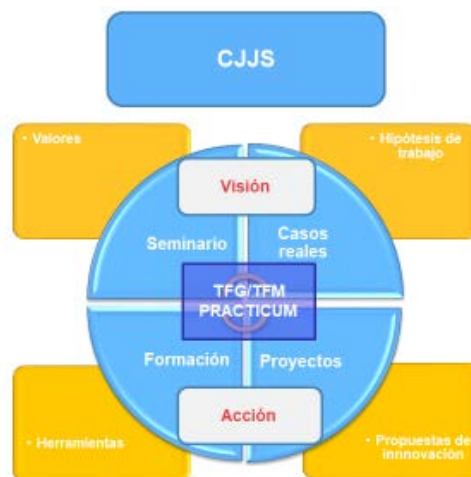 CJJS
• Valores
• Hipótesis de
trabajo
Visión
Seminario
Casos
reales
TFG/TFM
PRACTICUM
Formación
Proyectos
Acción
• Herramientas
• Propuestas de
innnovación